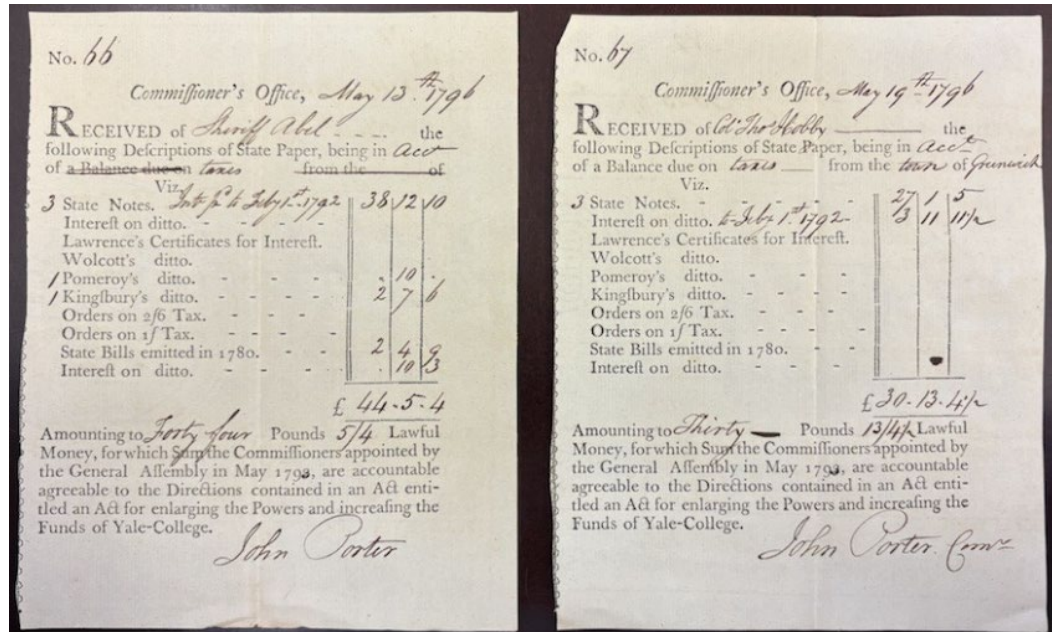 No. 66
Commiſſioner's Office, May 13.th 1796
RECEIVED of Sheriff Abel - - - - the
following Deſcriptions of State Paper, being in acct
of a Balance due on taxes from the of
Viz.
3 State Notes. Int. to Feby 1st 1792 38 12 10
Intereſt on ditto.
Lawrence's Certificates for Intereſt.
Wolcott's ditto.
1 Pomeroy's ditto. - - - - . 10 .
1 Kingſbury's ditto. - - - - 2 7 6
Orders on 2ſ6 Tax. - - - -
Orders on 1ſ Tax. - - - -
State Bills emitted in 1780. - - 2 4 9
Intereſt on ditto. - - - . 10 3
£ 44-5-4
Amounting to Forty four Pounds 5/4 Lawful
Money, for which Sum the Commiſſioners appointed by
the General Aſſembly in May 1793, are accountable
agreeable to the Directions contained in an Act enti-
tled an Act for enlarging the Powers and increaſing the
Funds of Yale-College.
John Porter
No. 67
Commiſſioner's Office, May 19th 1796
RECEIVED of Col. Thos Hobby the
following Deſcriptions of State Paper, being in acct
of a Balance due on taxes from the town of Greenwich
Viz.
3 State Notes. - - - - - 27 1 5
Intereſt on ditto. to Feby 1st 1792 - 3 11 11½
Lawrence's Certificates for Intereſt.
Wolcott's ditto.
Pomeroy's ditto. - - - -
Kingſbury's ditto. - - - -
Orders on 2ſ6 Tax. - - - -
Orders on 1ſ Tax. - - - -
State Bills emitted in 1780. - -
Intereſt on ditto. - - -
£ 30-13-4½
Amounting to Thirty Pounds 13/4½ Lawful
Money, for which Sum the Commiſſioners appointed by
the General Aſſembly in May 1793, are accountable
agreeable to the Directions contained in an Act enti-
tled an Act for enlarging the Powers and increaſing the
Funds of Yale-College.
John Porter. Comr